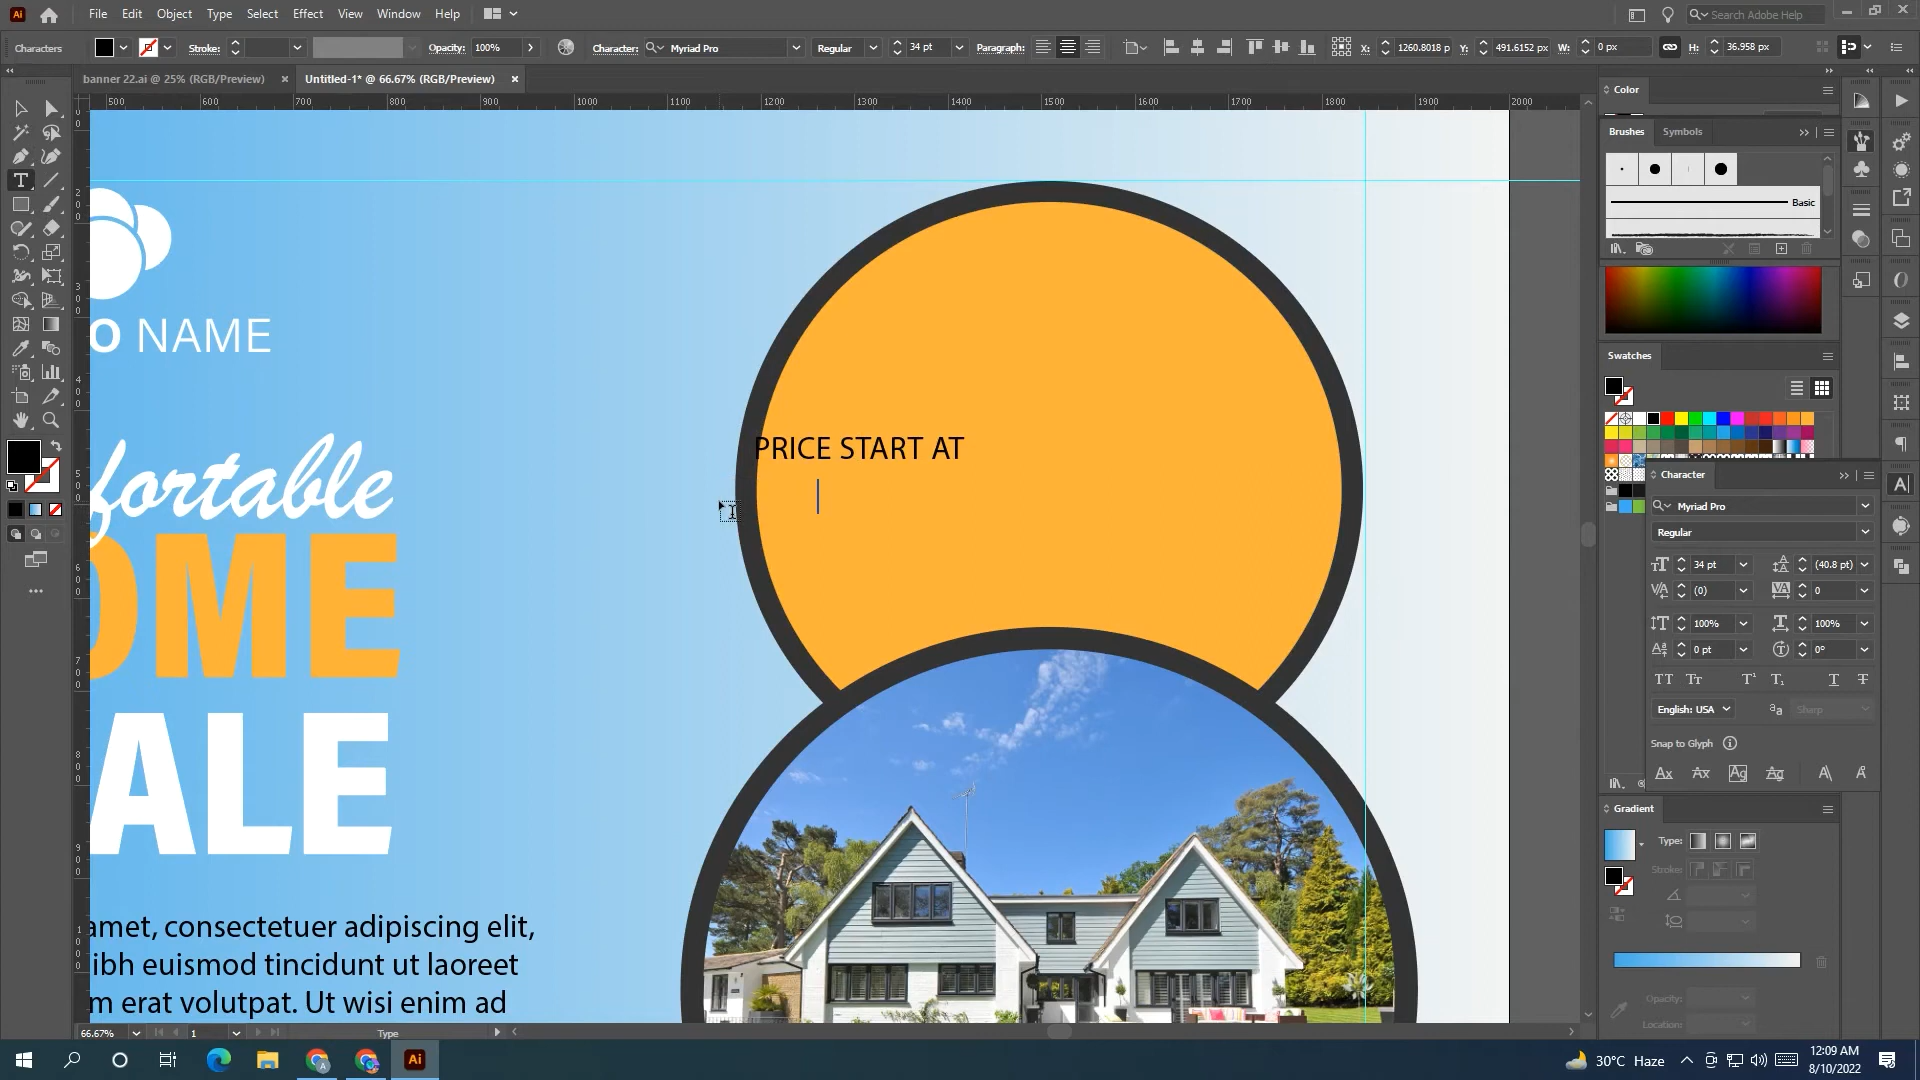 Ai
File Edit Object Type Select Effect View Window Help
Search Adobe Help
Characters Stroke: Opacity: 100% Character: Myriad Pro Regular 34 pt Paragraph: X: 1260.8018 p Y: 491.6152 px W: 0 px H: 36.958 px
banner 22.ai @ 25% (RGB/Preview) × Untitled-1* @ 66.67% (RGB/Preview) ×
500 600 700 800 900 1000 1100 1200 1300 1400 1500 1600 1700 1800 1900 2000
O NAME
PRICE START AT
fortable
OME
ALE
amet, consectetuer adipiscing elit,
ibh euismod tincidunt ut laoreet
m erat volutpat. Ut wisi enim ad
Color
Brushes Symbols
Basic
Swatches
Character
Myriad Pro
Regular
34 pt (40.8 pt)
(0) 0
100% 100%
0 pt 0°
English: USA Sharp
Snap to Glyph
Gradient
Type:
Stroke:
Opacity:
Location:
66.67% 1 Type
30°C Haze
12:09 AM
8/10/2022